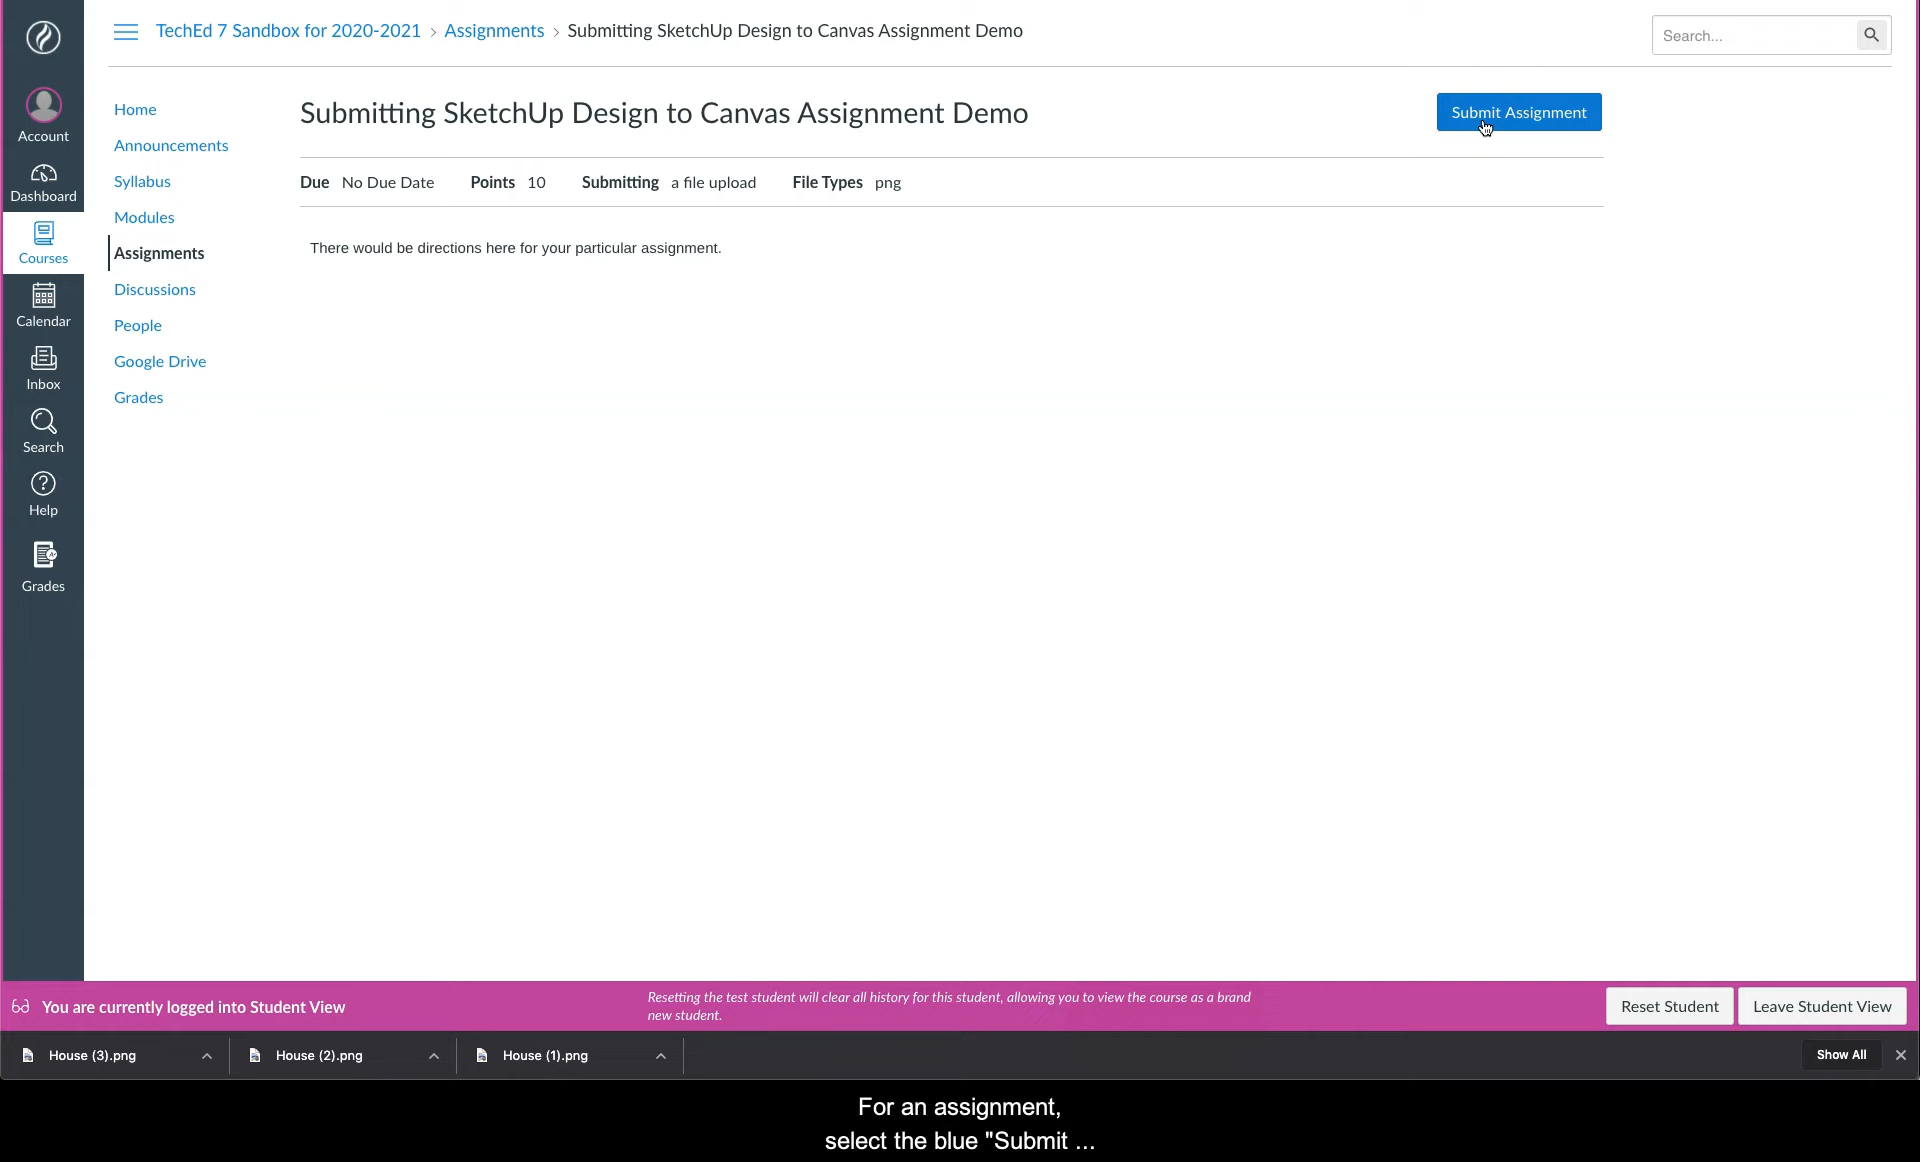 TechEd 7 Sandbox for 2020-2021 › Assignments › Submitting SketchUp Design to Canvas Assignment Demo
Search...
Account
Dashboard
Courses
Calendar
Inbox
Search
Help
Grades
Home
Announcements
Syllabus
Modules
Assignments
Discussions
People
Google Drive
Grades
Submitting SketchUp Design to Canvas Assignment Demo
Submit Assignment
Due No Due Date Points 10 Submitting a file upload File Types png
There would be directions here for your particular assignment.
You are currently logged into Student View
Resetting the test student will clear all history for this student, allowing you to view the course as a brand
new student.
Reset Student
Leave Student View
House (3).png
House (2).png
House (1).png
Show All
For an assignment,
select the blue "Submit ...